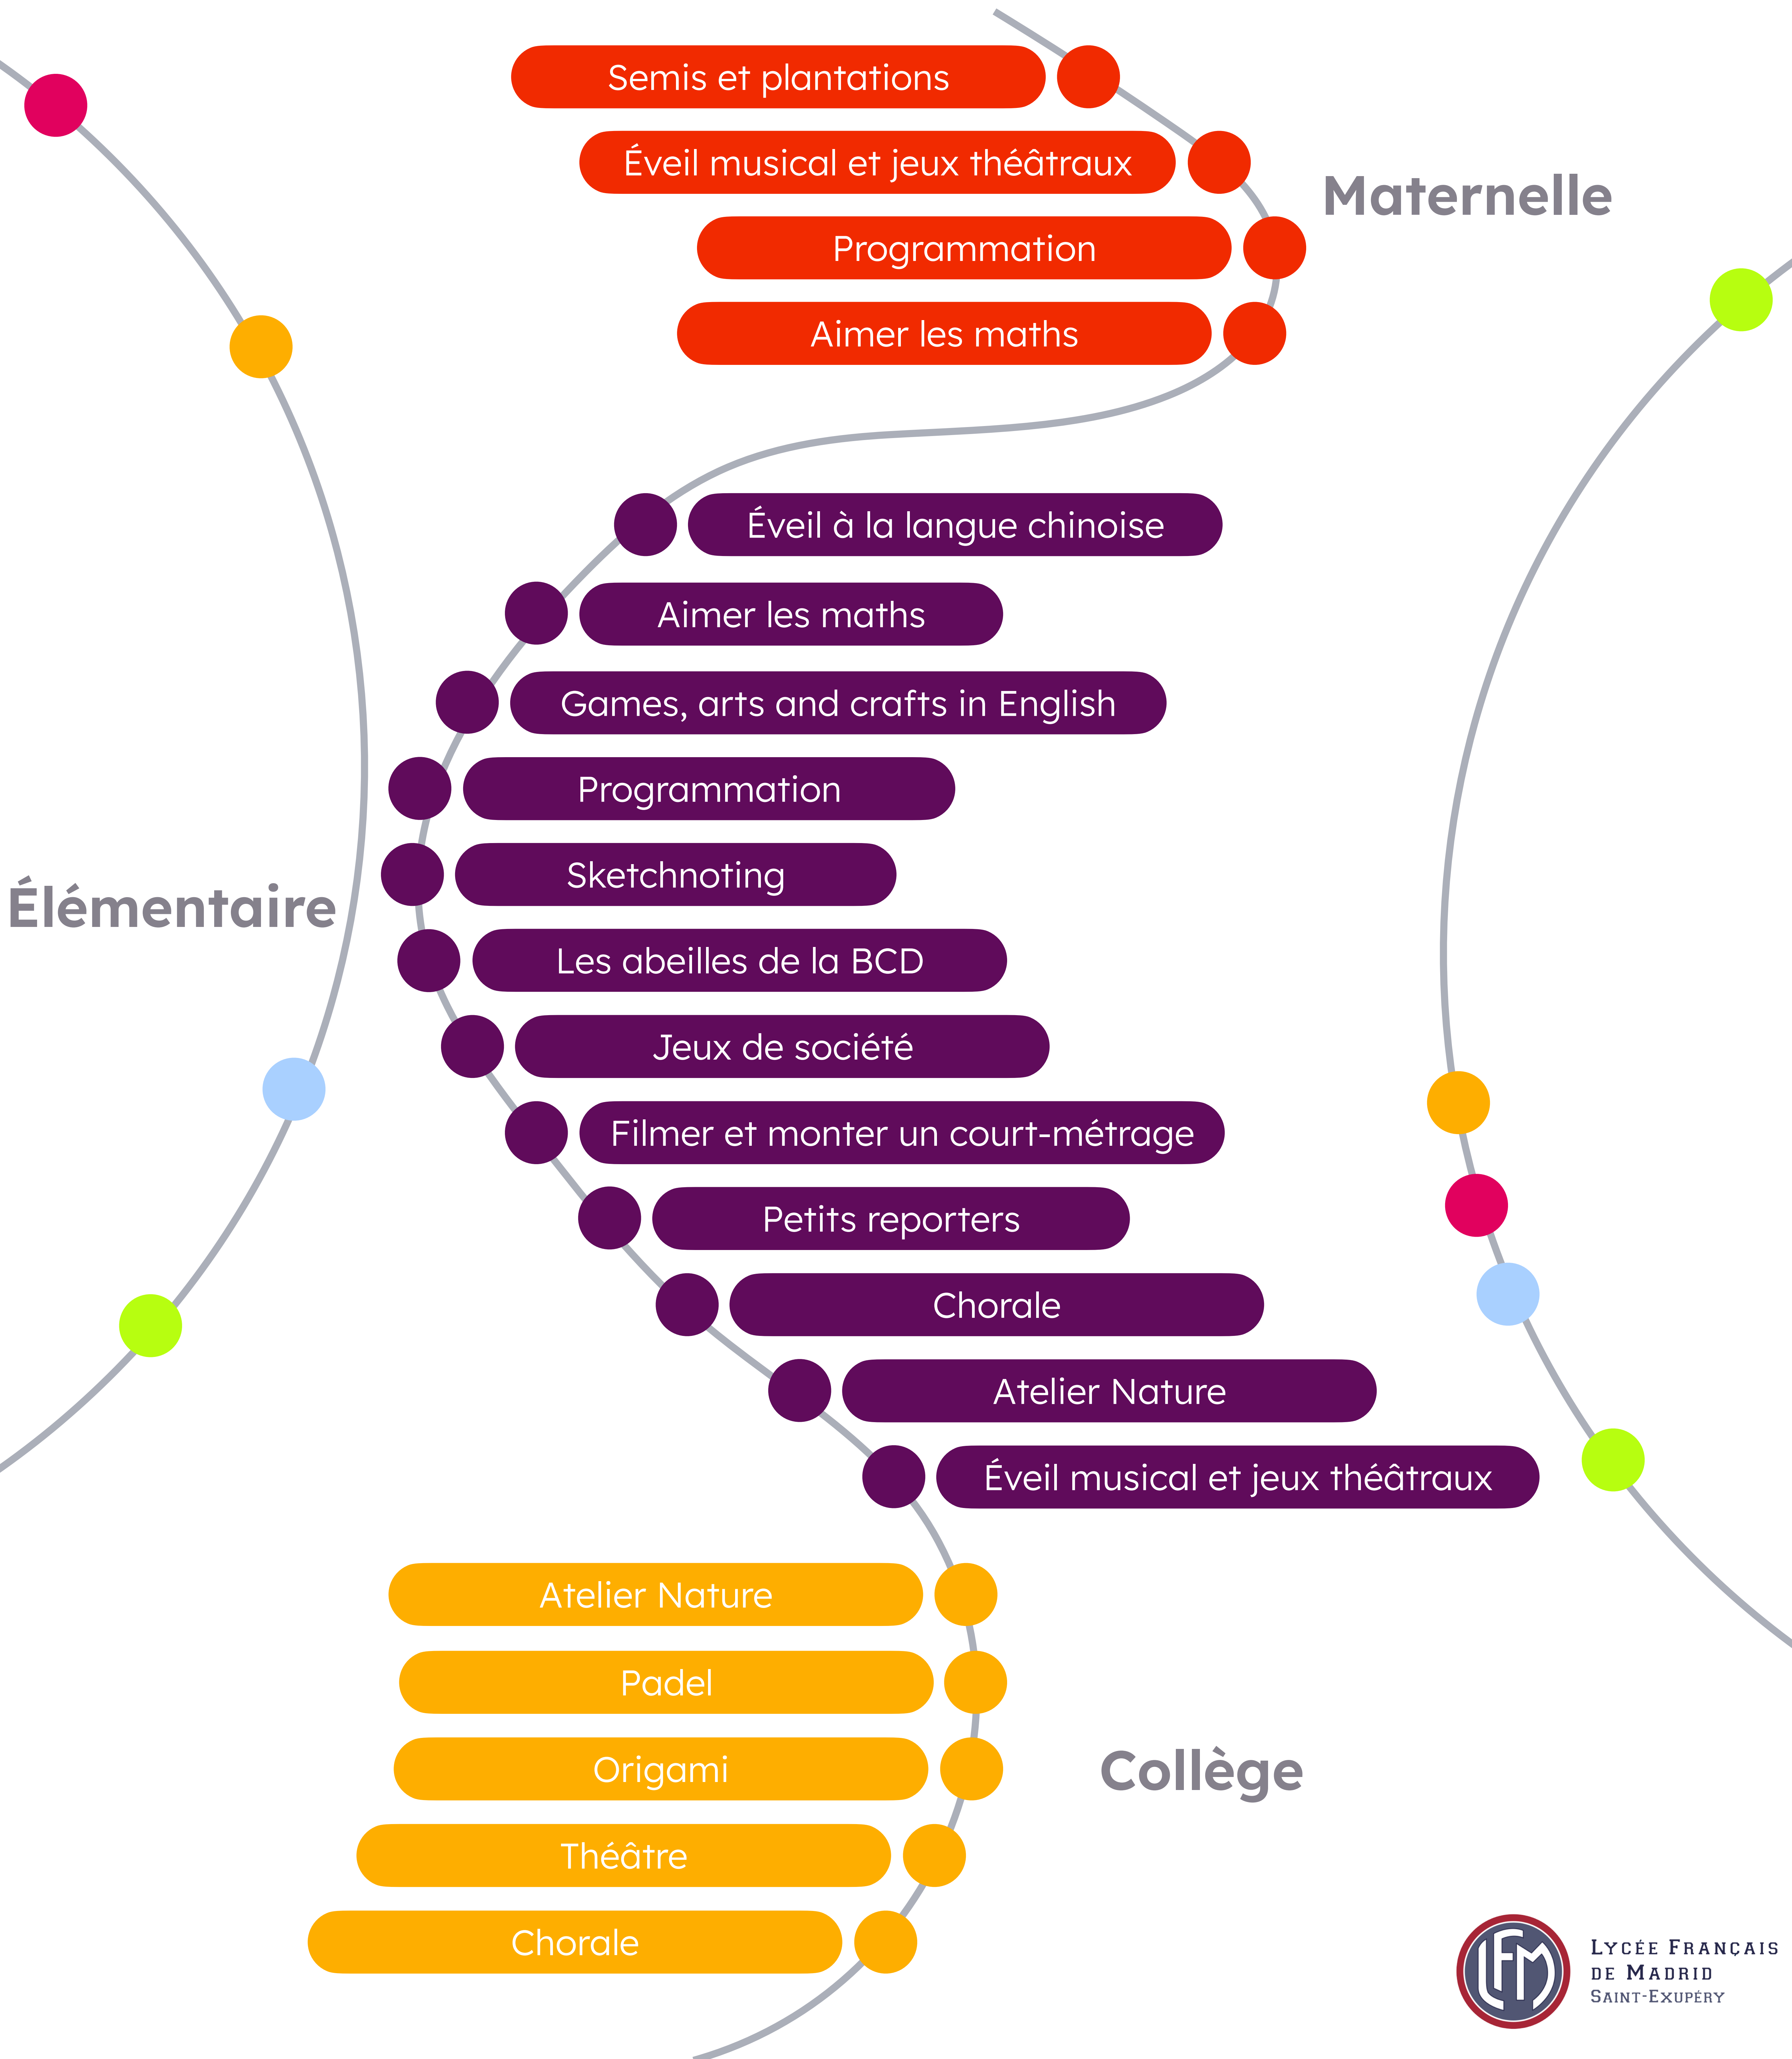 Semis et plantations
Éveil musical et jeux théâtraux
Maternelle
Programmation
Aimer les maths
Éveil à la langue chinoise
Aimer les maths
Games, arts and crafts in English
Programmation
Sketchnoting
Élémentaire
Les abeilles de la BCD
Jeux de société
Filmer et monter un court-métrage
Petits reporters
Chorale
Atelier Nature
Éveil musical et jeux théâtraux
Atelier Nature
Padel
Origami
Collège
Théâtre
Chorale
LFM
Lycée Français
de Madrid
Saint-Exupéry